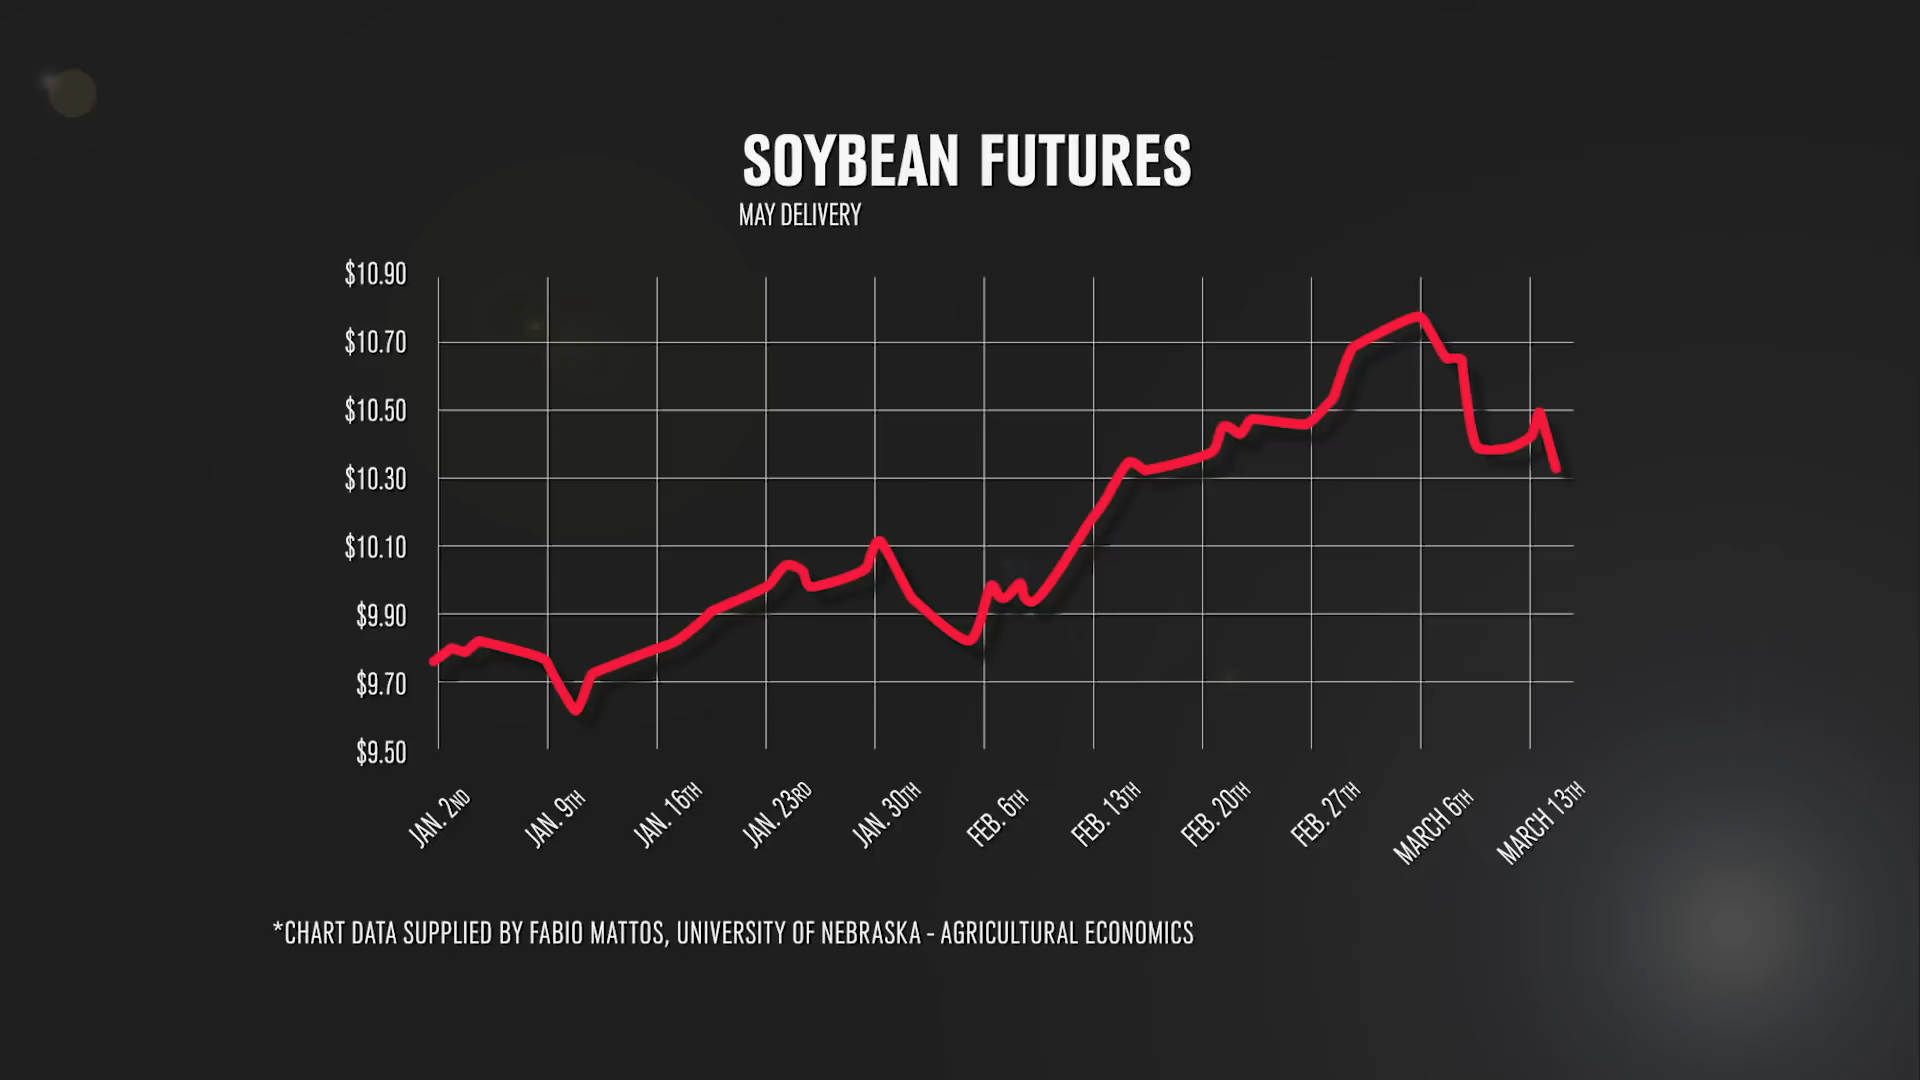 SOYBEAN FUTURES
MAY DELIVERY
$10.90
$10.70
$10.50
$10.30
$10.10
$9.90
$9.70
$9.50
JAN. 2ND
JAN. 9TH
JAN. 16TH
JAN. 23RD
JAN. 30TH
FEB. 6TH
FEB. 13TH
FEB. 20TH
FEB. 27TH
MARCH 6TH
MARCH 13TH
*CHART DATA SUPPLIED BY FABIO MATTOS, UNIVERSITY OF NEBRASKA - AGRICULTURAL ECONOMICS